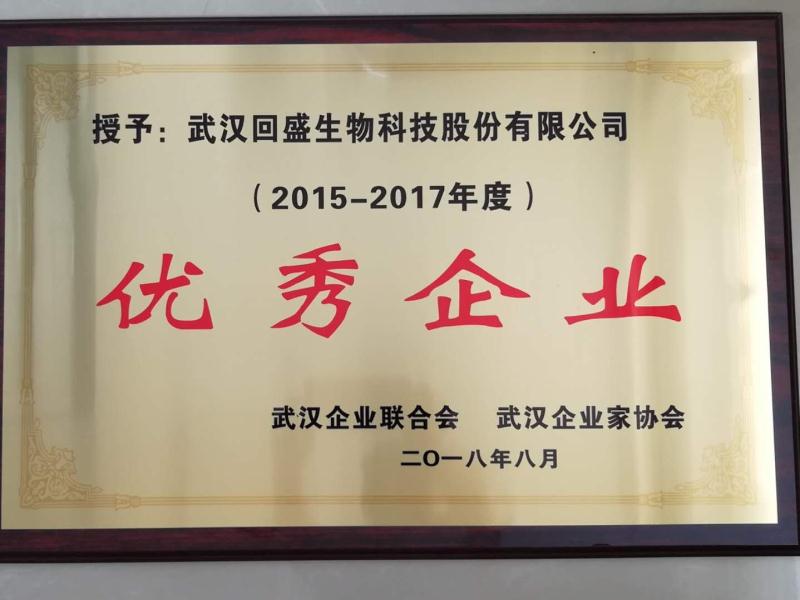 授予：武汉回盛生物科技股份有限公司
（2015-2017年度）
优秀企业
武汉企业联合会 武汉企业家协会
二〇一八年八月